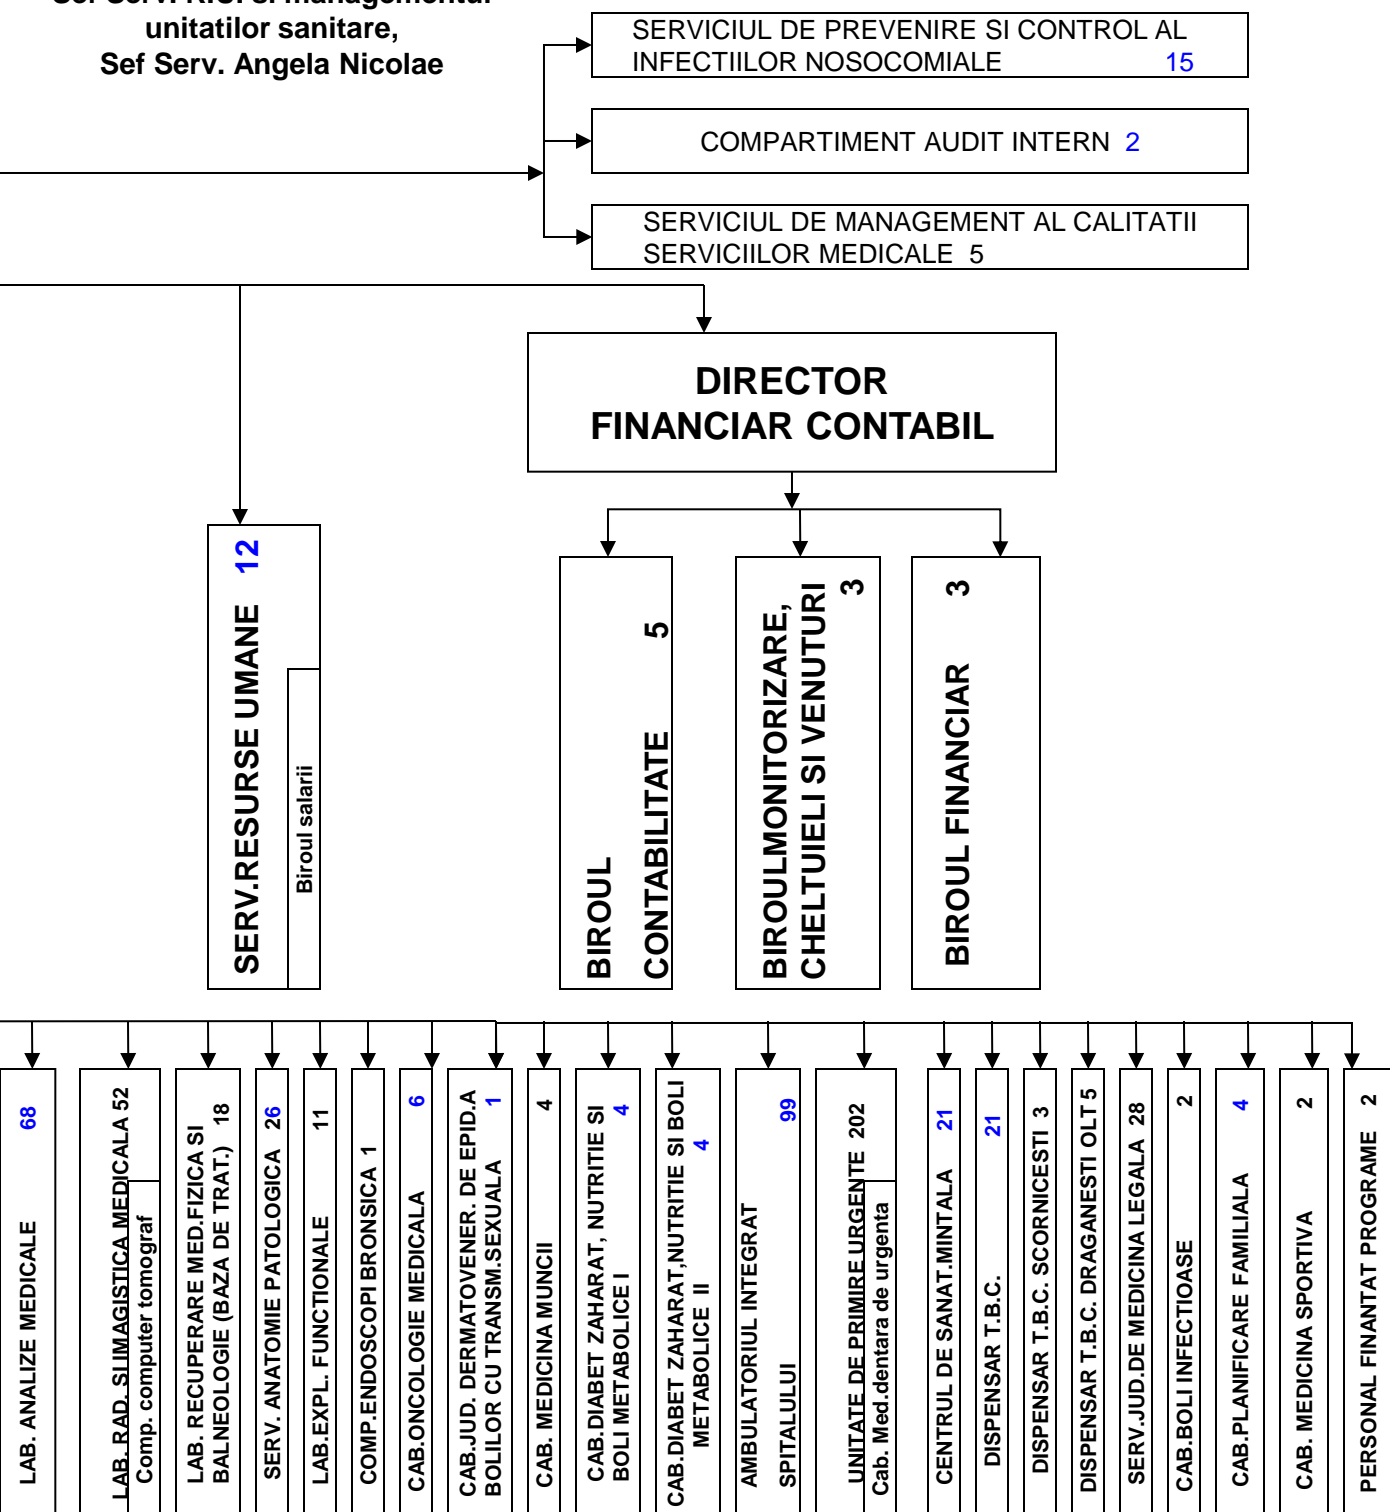 Sef Serv. R.U. si managementul
unitatilor sanitare,
Sef Serv. Angela Nicolae
SERVICIUL DE PREVENIRE SI CONTROL AL
INFECTIILOR NOSOCOMIALE 15
COMPARTIMENT AUDIT INTERN 2
SERVICIUL DE MANAGEMENT AL CALITATII
SERVICIILOR MEDICALE 5
DIRECTOR
FINANCIAR CONTABIL
SERV.RESURSE UMANE 12
Biroul salarii
BIROUL
CONTABILITATE 5
BIROULMONITORIZARE,
CHELTUIELI SI VENUTURI
3
BIROUL FINANCIAR 3
LAB. ANALIZE MEDICALE 68
LAB. RAD. SI IMAGISTICA MEDICALA 52
Comp. computer tomograf
LAB. RECUPERARE MED.FIZICA SI
BALNEOLOGIE (BAZA DE TRAT.) 18
SERV. ANATOMIE PATOLOGICA 26
LAB.EXPL. FUNCTIONALE 11
COMP.ENDOSCOPI BRONSICA 1
CAB.ONCOLOGIE MEDICALA 6
CAB.JUD. DERMATOVENER. DE EPID.A
BOLILOR CU TRANSM.SEXUALA 1
CAB. MEDICINA MUNCII 4
CAB.DIABET ZAHARAT, NUTRITIE SI
BOLI METABOLICE I 4
CAB.DIABET ZAHARAT,NUTRITIE SI BOLI
METABOLICE II 4
AMBULATORIUL INTEGRAT
SPITALULUI 99
UNITATE DE PRIMIRE URGENTE 202
Cab. Med.dentara de urgenta
CENTRUL DE SANAT.MINTALA 21
DISPENSAR T.B.C. 21
DISPENSAR T.B.C. SCORNICESTI 3
DISPENSAR T.B.C. DRAGANESTI OLT 5
SERV.JUD.DE MEDICINA LEGALA 28
CAB.BOLI INFECTIOASE 2
CAB.PLANIFICARE FAMILIALA 4
CAB. MEDICINA SPORTIVA 2
PERSONAL FINANTAT PROGRAME 2